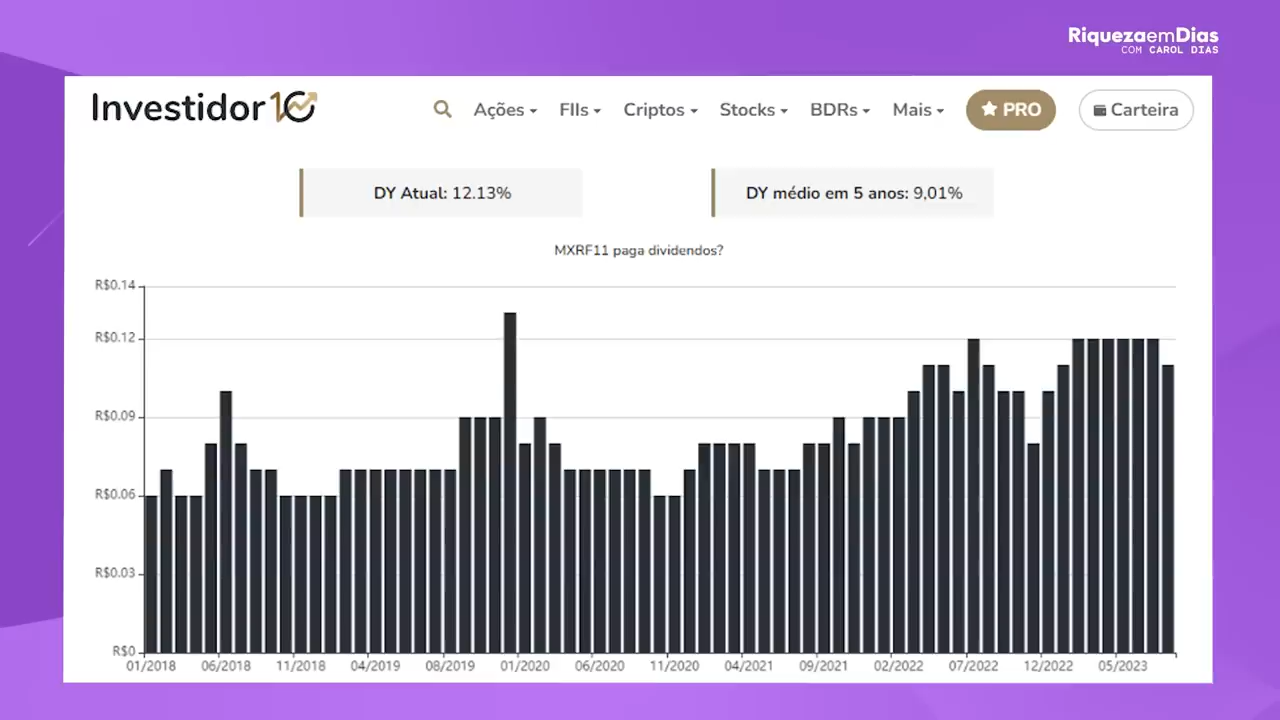 RiquezaemDias
COM CAROL DIAS
Investidor10
Ações
FIIs
Criptos
Stocks
BDRs
Mais
PRO
Carteira
DY Atual: 12.13%
DY médio em 5 anos: 9,01%
MXRF11 paga dividendos?
R$0.14
R$0.12
R$0.09
R$0.06
R$0.03
R$0
01/2018 06/2018 11/2018 04/2019 08/2019 01/2020 06/2020 11/2020 04/2021 09/2021 02/2022 07/2022 12/2022 05/2023